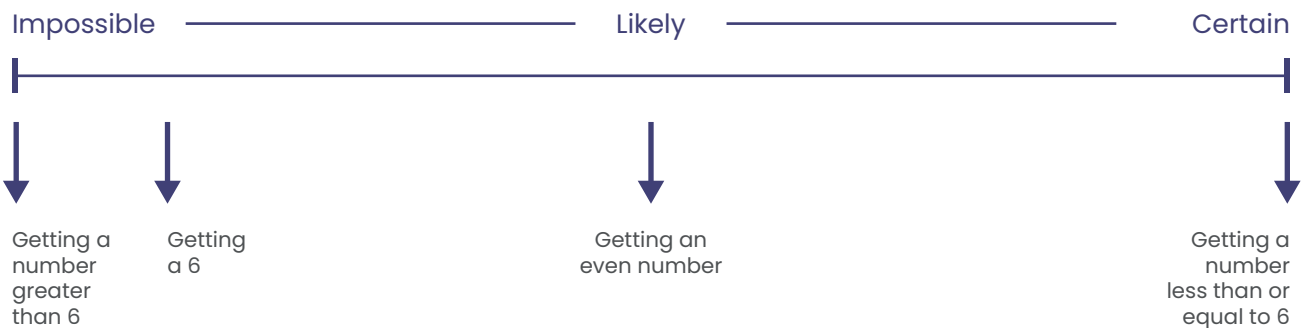 Impossible
Likely
Certain
Getting a
number
greater
than 6
Getting
a 6
Getting an
even number
Getting a
number
less than or
equal to 6